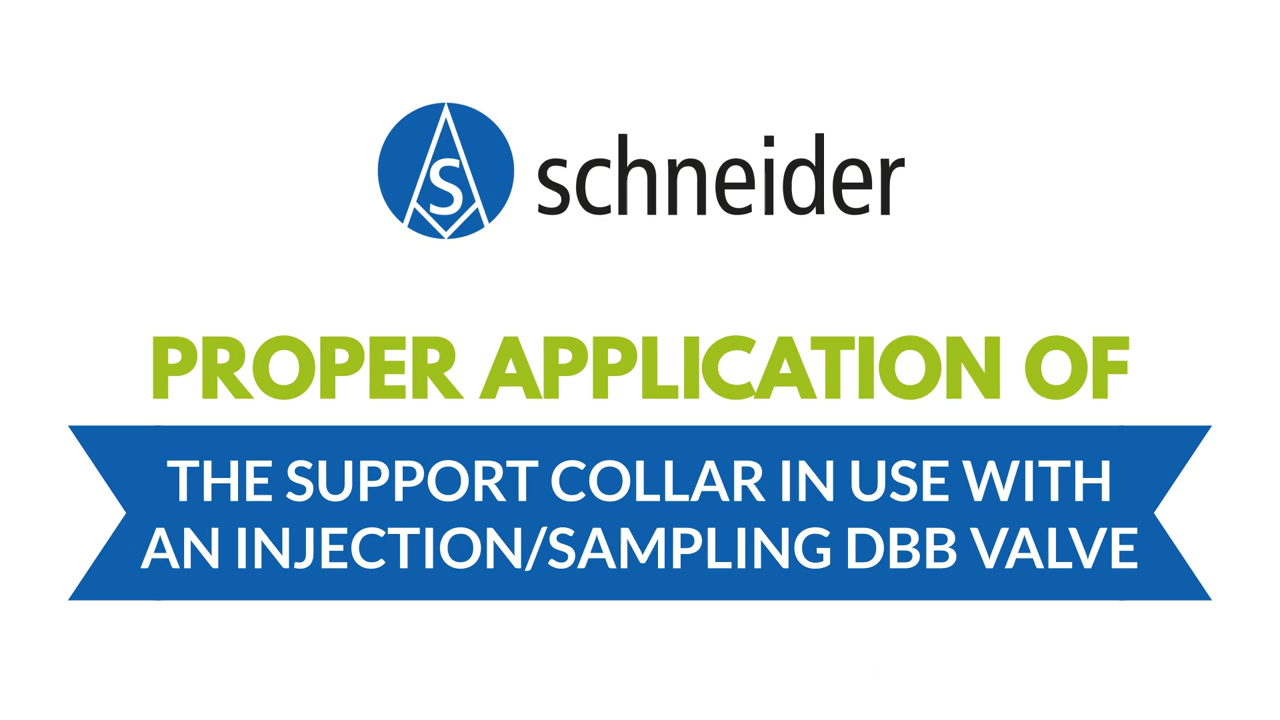 S
schneider
PROPER APPLICATION OF
THE SUPPORT COLLAR IN USE WITH
AN INJECTION/SAMPLING DBB VALVE